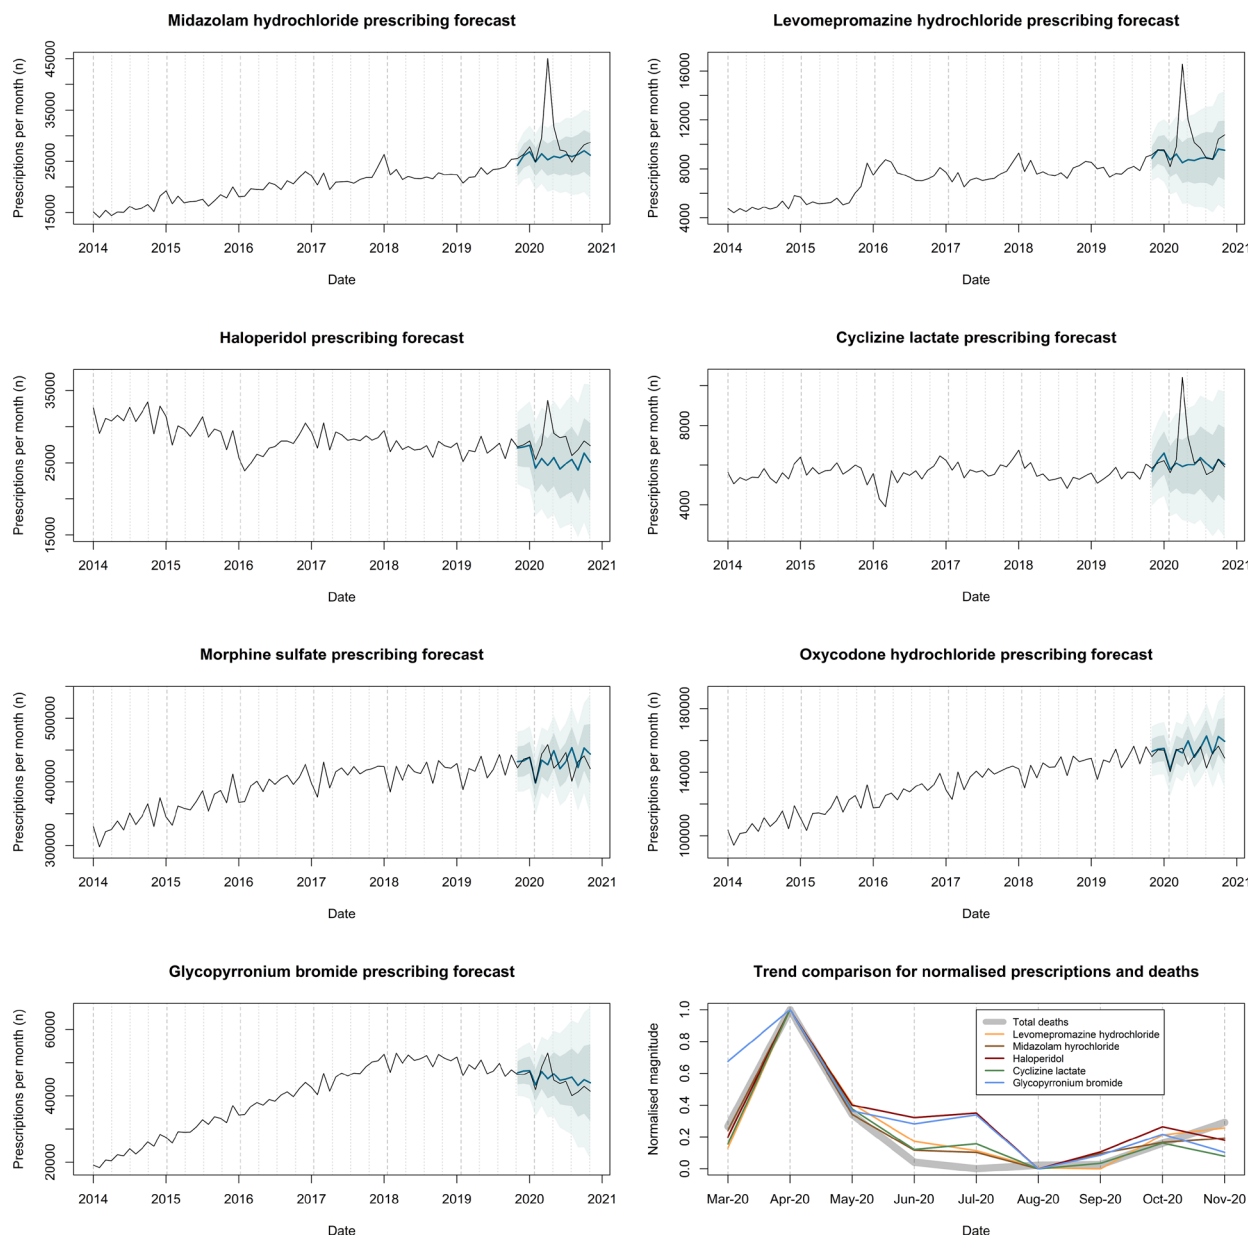 Midazolam hydrochloride prescribing forecast
Prescriptions per month (n)
45000
25000
15000
2014 2015 2016 2017 2018 2019 2020 2021
Date
Levomepromazine hydrochloride prescribing forecast
Prescriptions per month (n)
16000
12000
8000
4000
2014 2015 2016 2017 2018 2019 2020 2021
Date
Haloperidol prescribing forecast
Prescriptions per month (n)
35000
25000
15000
2014 2015 2016 2017 2018 2019 2020 2021
Date
Cyclizine lactate prescribing forecast
Prescriptions per month (n)
8000
4000
2014 2015 2016 2017 2018 2019 2020 2021
Date
Morphine sulfate prescribing forecast
Prescriptions per month (n)
500000
400000
300000
2014 2015 2016 2017 2018 2019 2020 2021
Date
Oxycodone hydrochloride prescribing forecast
Prescriptions per month (n)
180000
140000
100000
2014 2015 2016 2017 2018 2019 2020 2021
Date
Glycopyrronium bromide prescribing forecast
Prescriptions per month (n)
60000
40000
20000
2014 2015 2016 2017 2018 2019 2020 2021
Date
Trend comparison for normalised prescriptions and deaths
Normalised magnitude
1.0
0.8
0.6
0.4
0.2
0.0
Total deaths
Levomepromazine hydrochloride
Midazolam hyrochloride
Haloperidol
Cyclizine lactate
Glycopyrronium bromide
Mar-20 Apr-20 May-20 Jun-20 Jul-20 Aug-20 Sep-20 Oct-20 Nov-20
Date